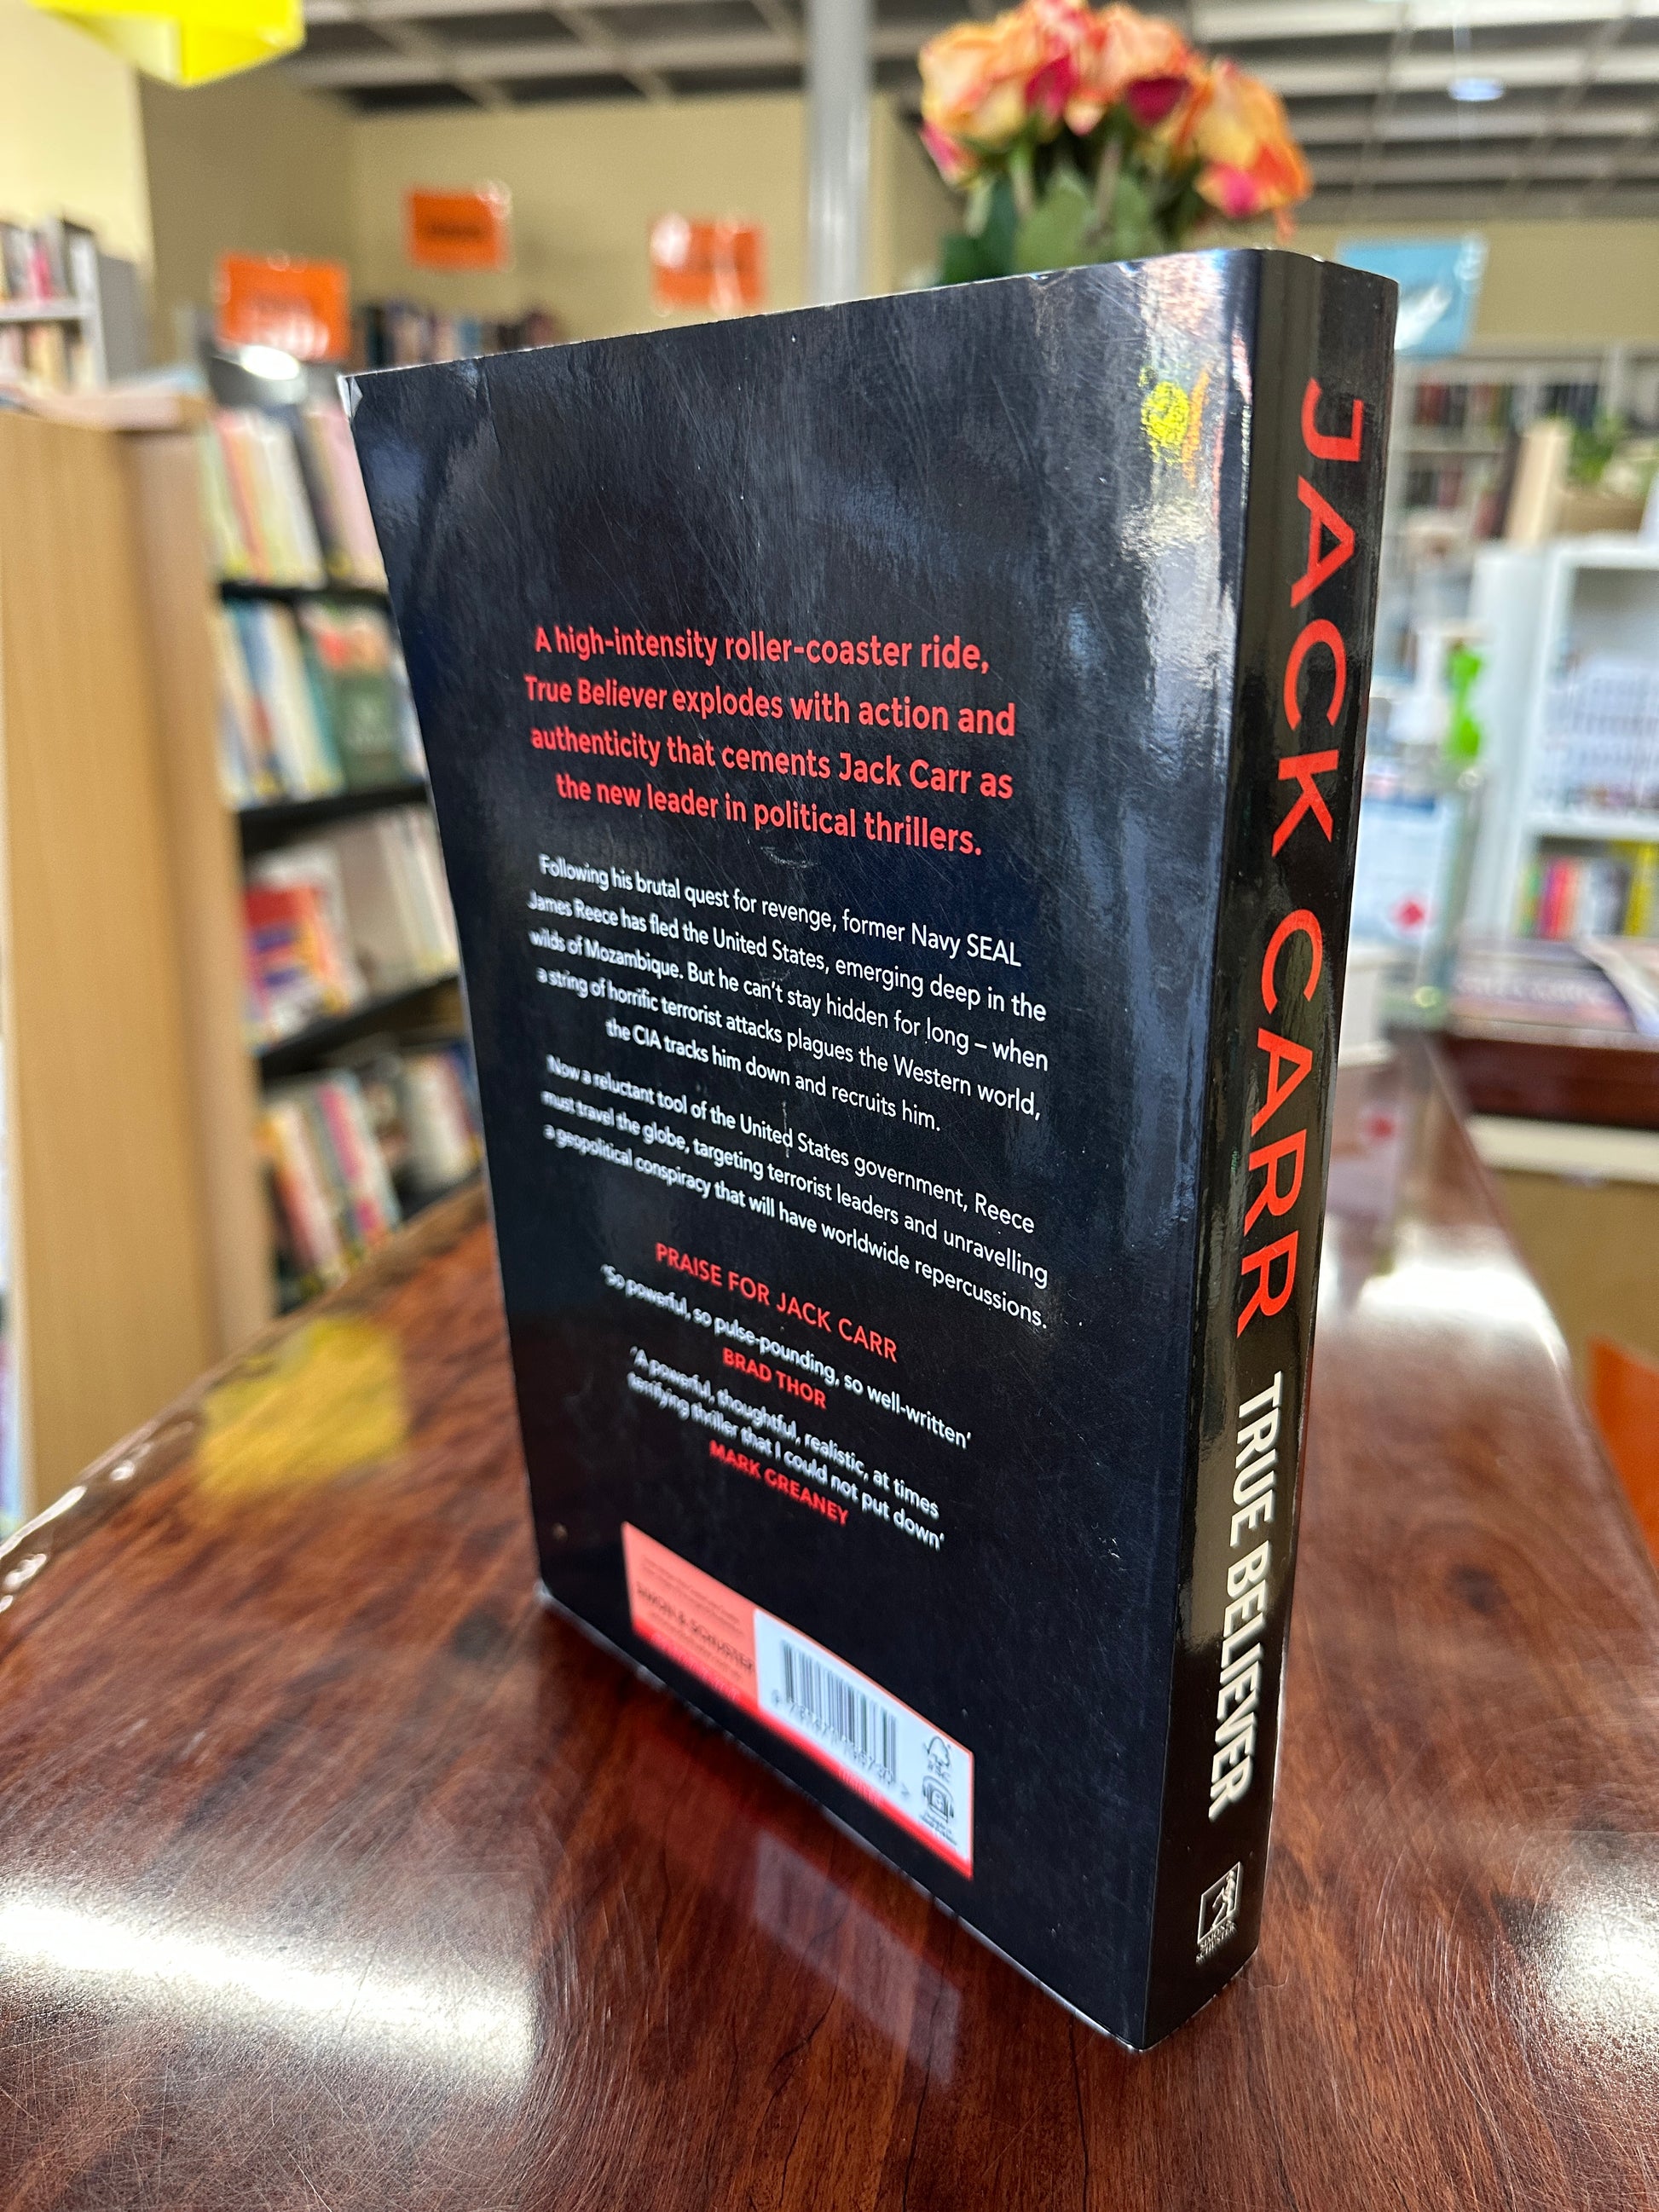 A high-intensity roller-coaster ride,
True Believer explodes with action and
authenticity that cements Jack Carr as
the new leader in political thrillers.
Following his brutal quest for revenge, former Navy SEAL
James Reece has fled the United States, emerging deep in the
wilds of Mozambique. But he can't stay hidden for long – when
a string of horrific terrorist attacks plagues the Western world,
the CIA tracks him down and recruits him.
Now a reluctant tool of the United States government, Reece
must travel the globe, targeting terrorist leaders and unravelling
a geopolitical conspiracy that will have worldwide repercussions.
PRAISE FOR JACK CARR
'So powerful, so pulse-pounding, so well-written'
BRAD THOR
'A powerful, thoughtful, realistic, at times
terrifying thriller that I could not put down'
MARK GREANEY
SIMON & SCHUSTER
JACK CARR
TRUE BELIEVER
SIMON &
SCHUSTER